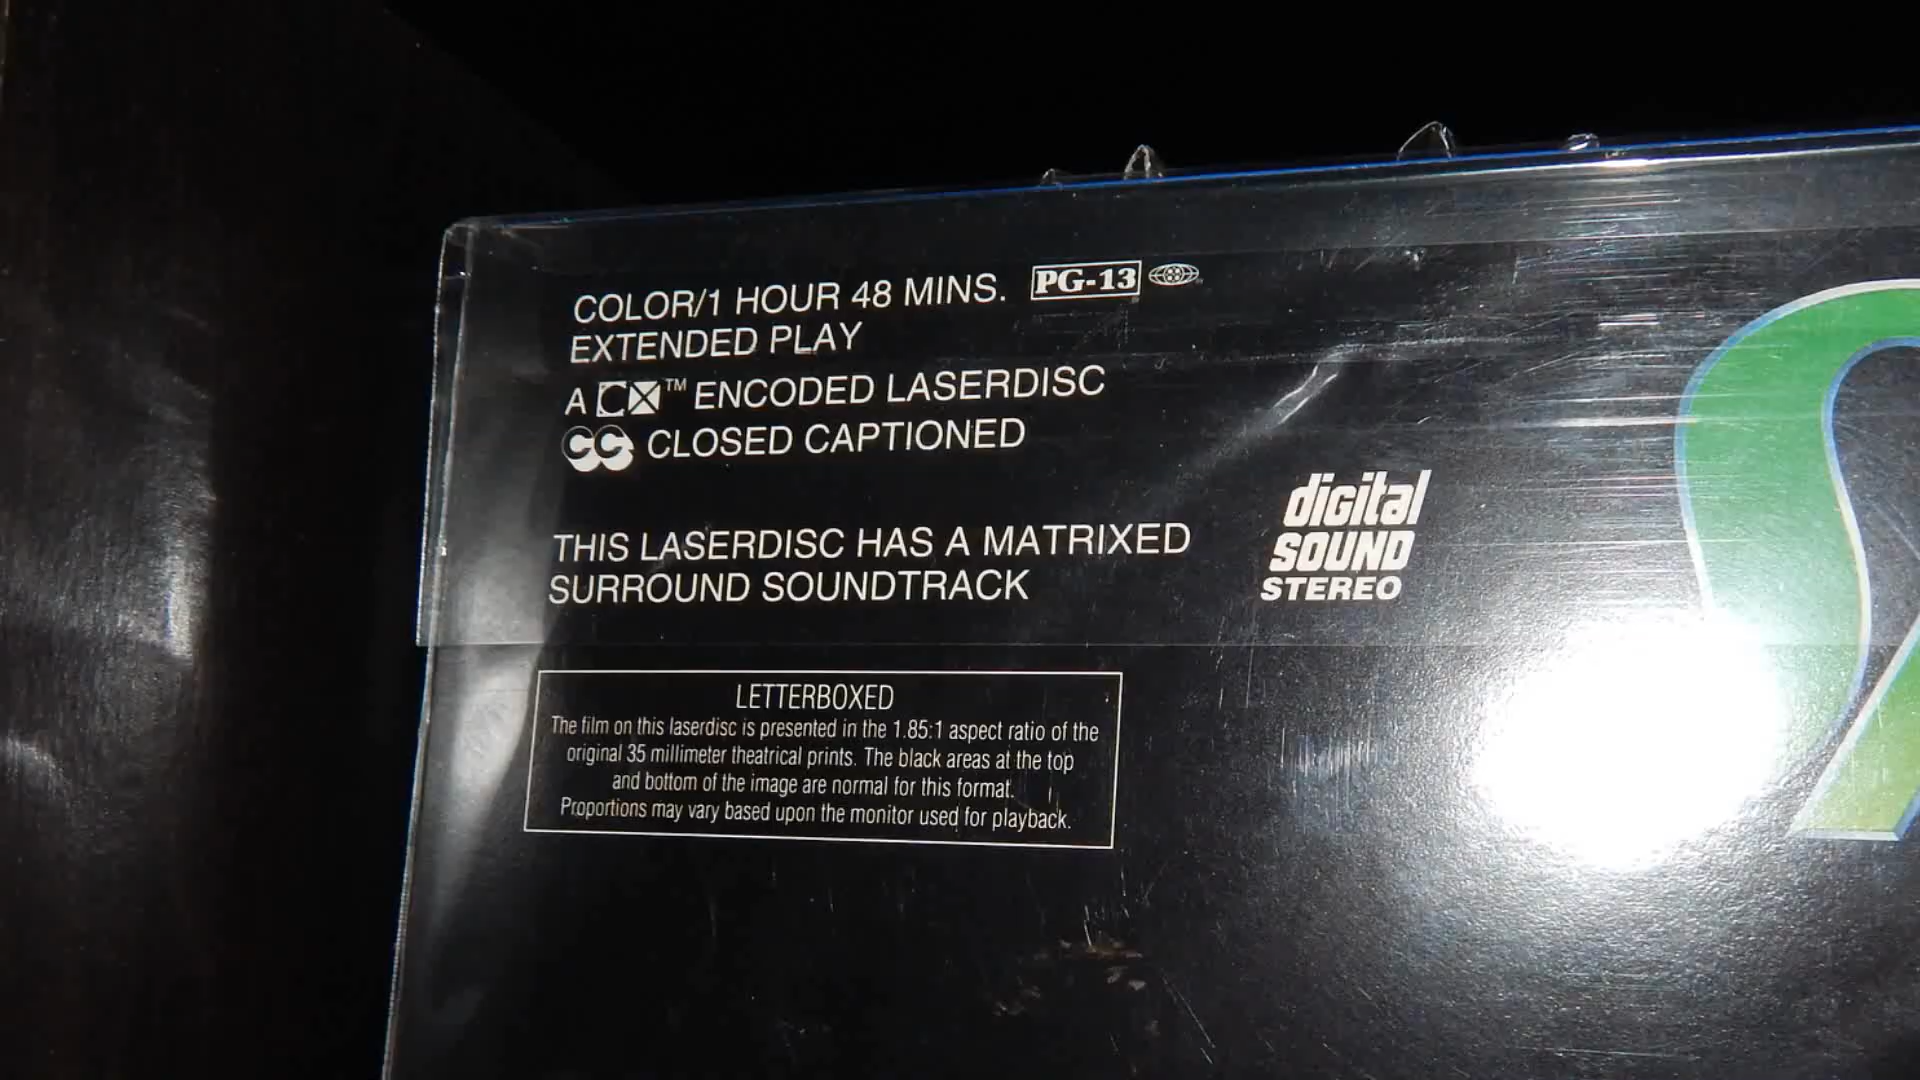 COLOR/1 HOUR 48 MINS. PG-13
EXTENDED PLAY
A CX™ ENCODED LASERDISC
CC CLOSED CAPTIONED
THIS LASERDISC HAS A MATRIXED
SURROUND SOUNDTRACK
digital
SOUND
STEREO
LETTERBOXED
The film on this laserdisc is presented in the 1.85:1 aspect ratio of the
original 35 millimeter theatrical prints. The black areas at the top
and bottom of the image are normal for this format.
Proportions may vary based upon the monitor used for playback.